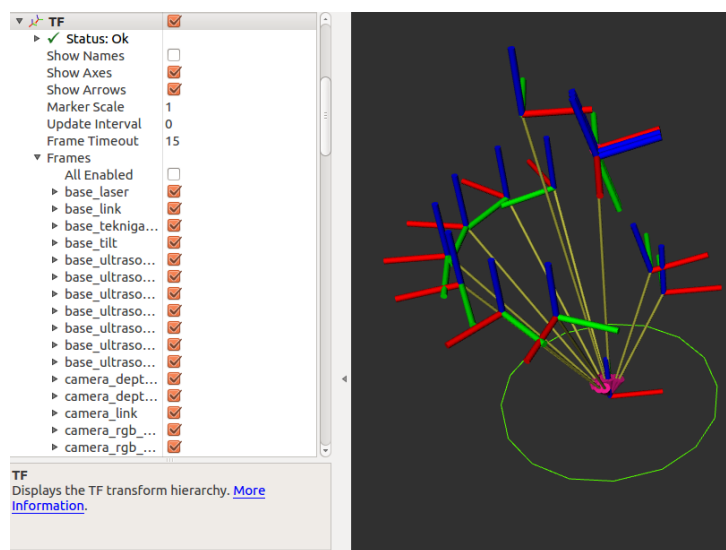 TF
Status: Ok
Show Names
Show Axes
Show Arrows
Marker Scale 1
Update Interval 0
Frame Timeout 15
Frames
All Enabled
base_laser
base_link
base_tekniga...
base_tilt
base_ultraso...
base_ultraso...
base_ultraso...
base_ultraso...
base_ultraso...
base_ultraso...
base_ultraso...
camera_dept...
camera_dept...
camera_link
camera_rgb_...
camera_rgb_...
TF
Displays the TF transform hierarchy. More
Information.